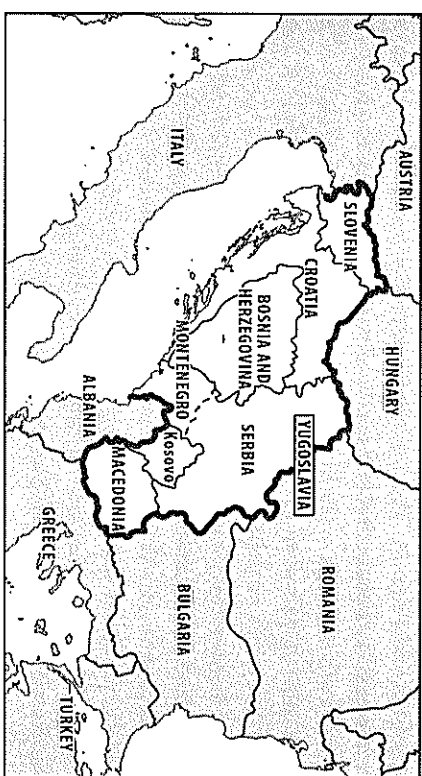 AUSTRIA
HUNGARY
SLOVENIA
CROATIA
YUGOSLAVIA
ROMANIA
BOSNIA AND
HERZEGOVINA
SERBIA
ITALY
MONTENEGRO
Kosovo
BULGARIA
MACEDONIA
ALBANIA
GREECE
TURKEY